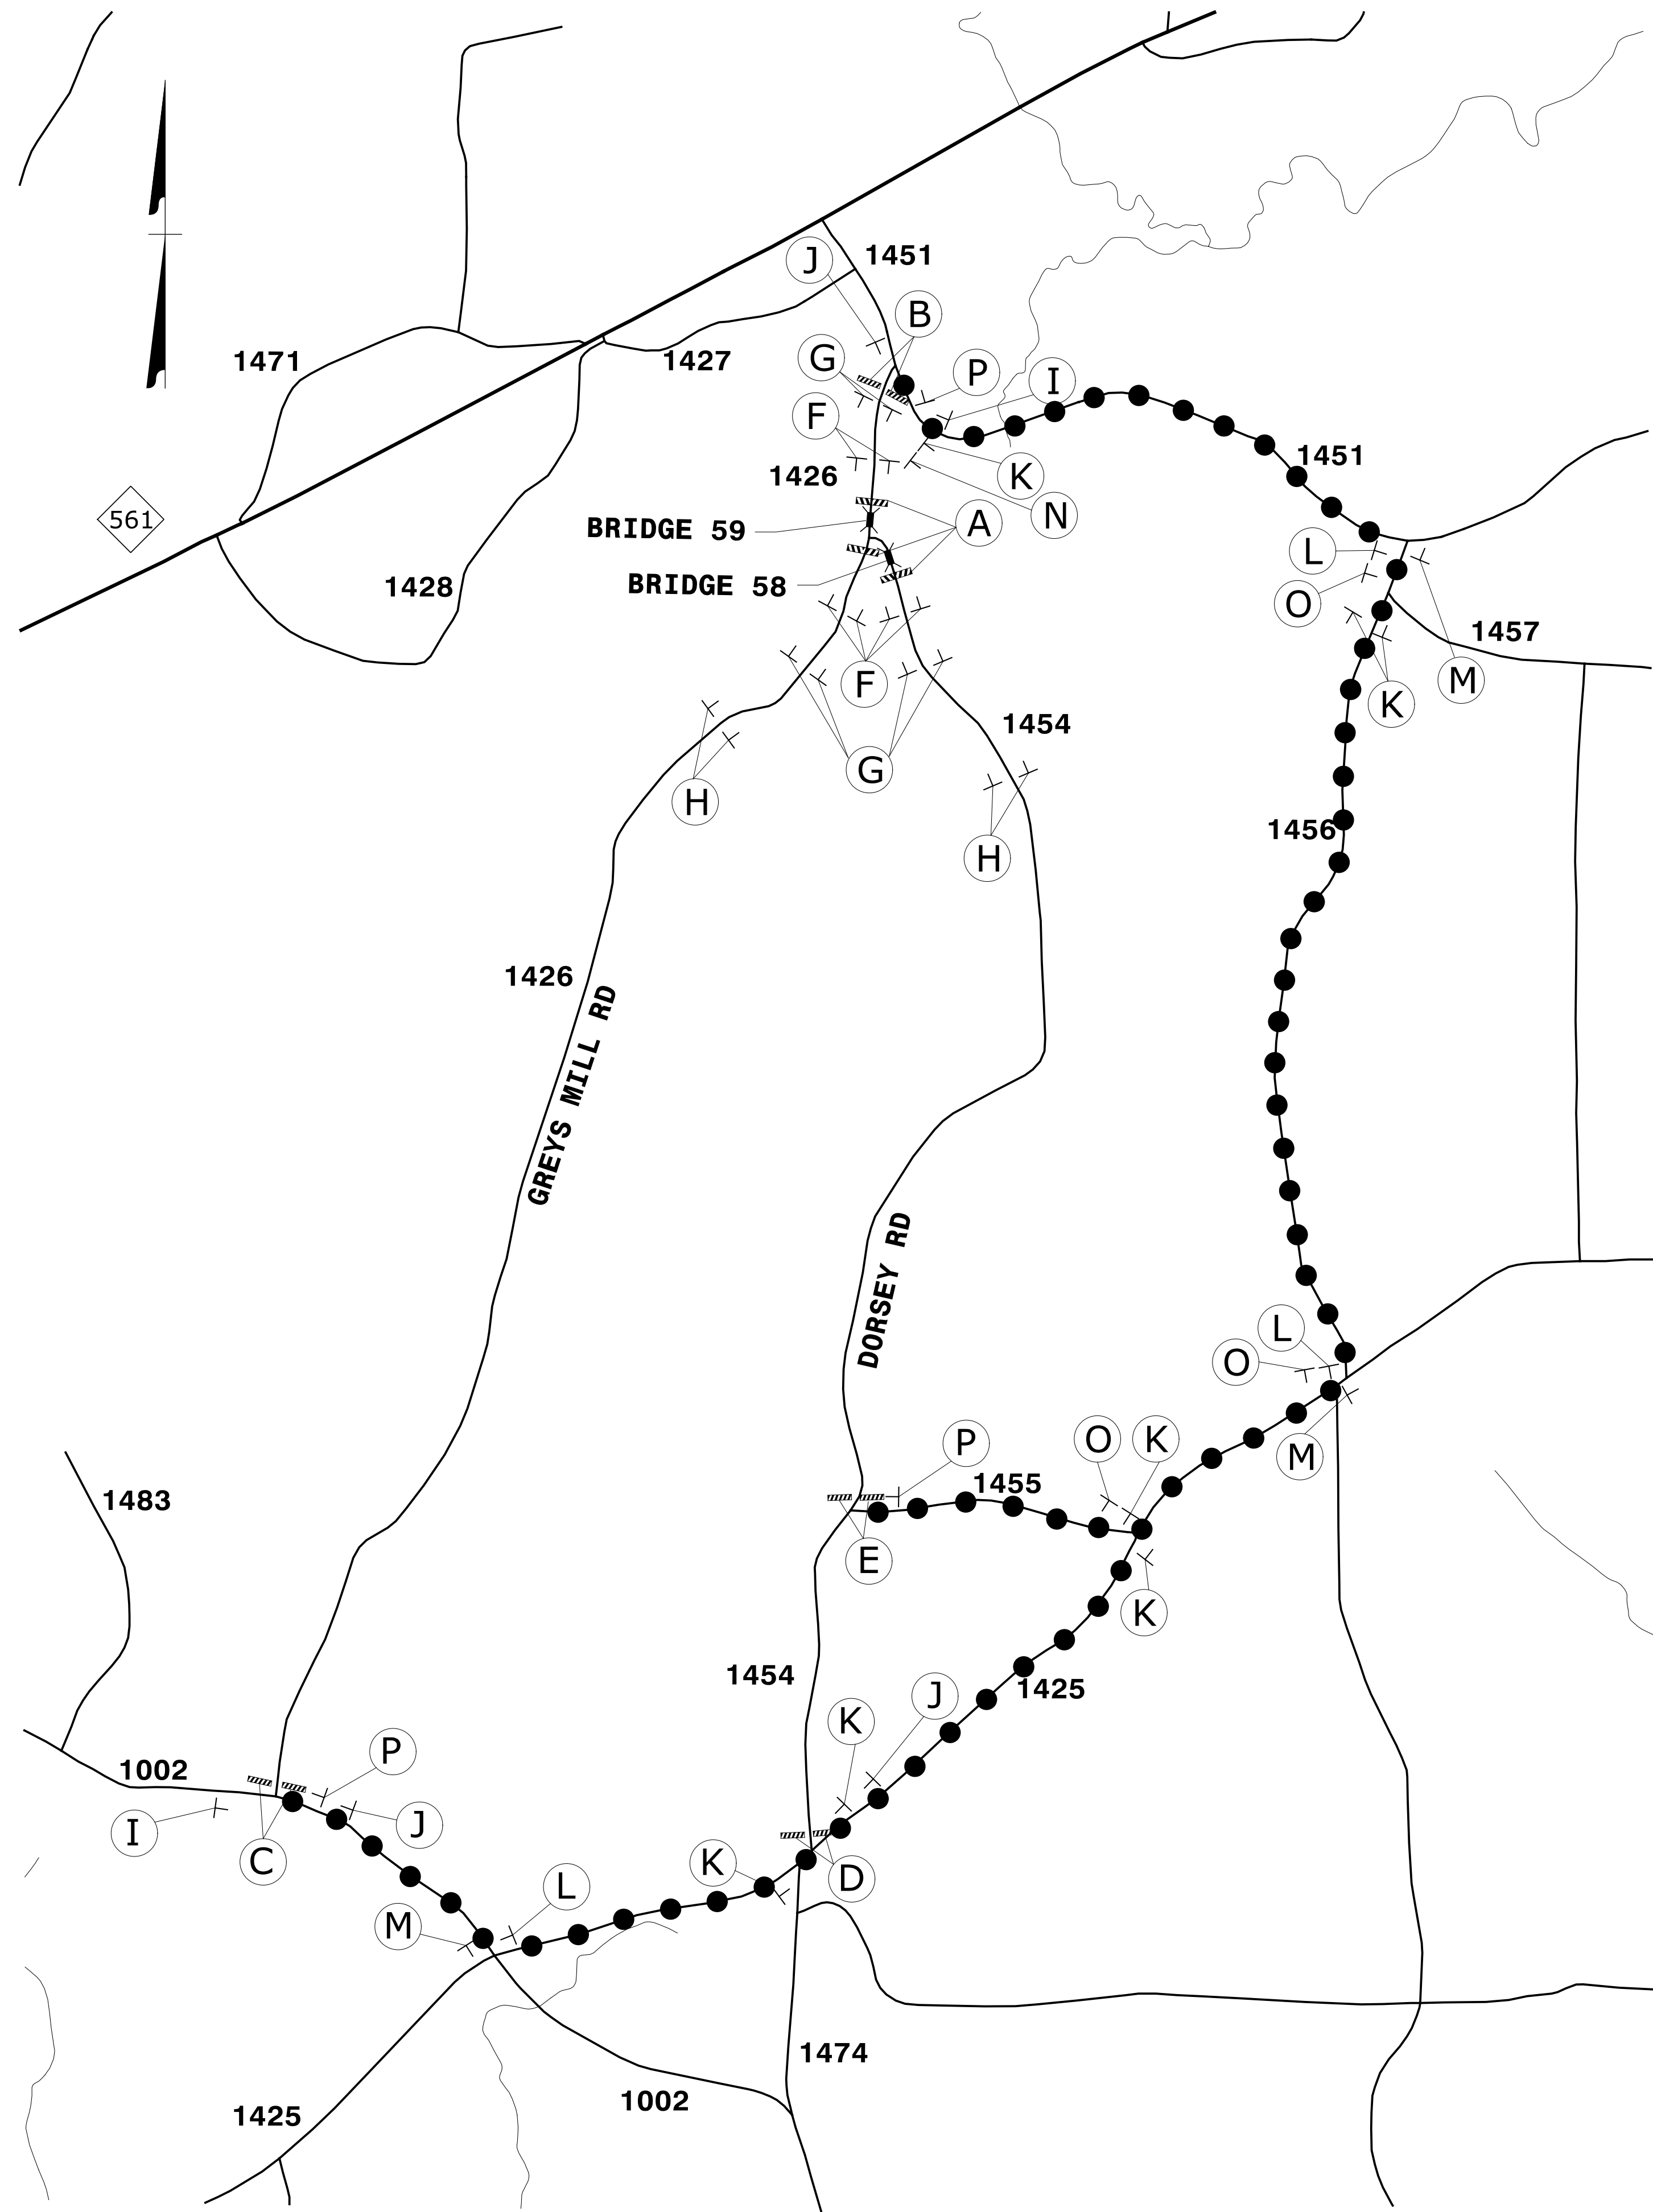 1451
J
B
1471
1427
G
P
I
F
1451
1426
K
561
N
A
BRIDGE 59
L
1428
BRIDGE 58
O
1457
F
M
K
1454
G
H
1456
H
1426
GREYS MILL RD
DORSEY RD
L
O
P
O
K
M
1455
1483
E
K
1454
1425
J
K
P
1002
J
I
C
K
D
L
M
1474
1002
1425